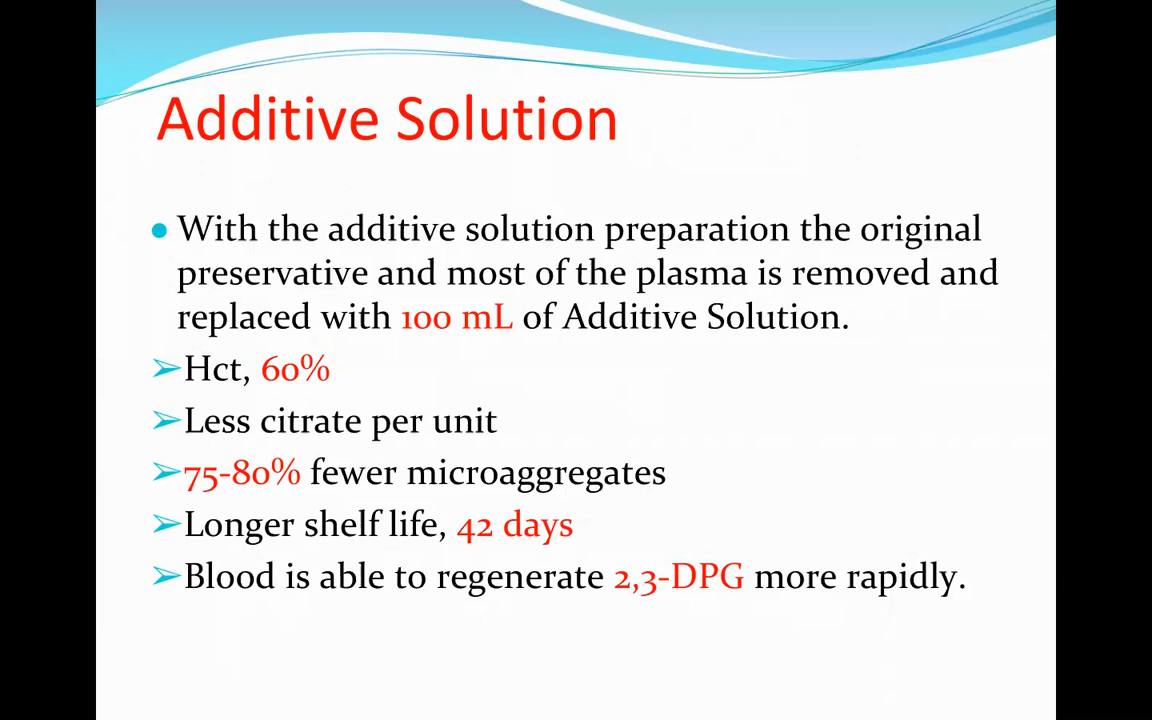 Additive Solution
● With the additive solution preparation the original
preservative and most of the plasma is removed and
replaced with 100 mL of Additive Solution.
➢Hct, 60%
➢Less citrate per unit
➢75-80% fewer microaggregates
➢Longer shelf life, 42 days
➢Blood is able to regenerate 2,3-DPG more rapidly.